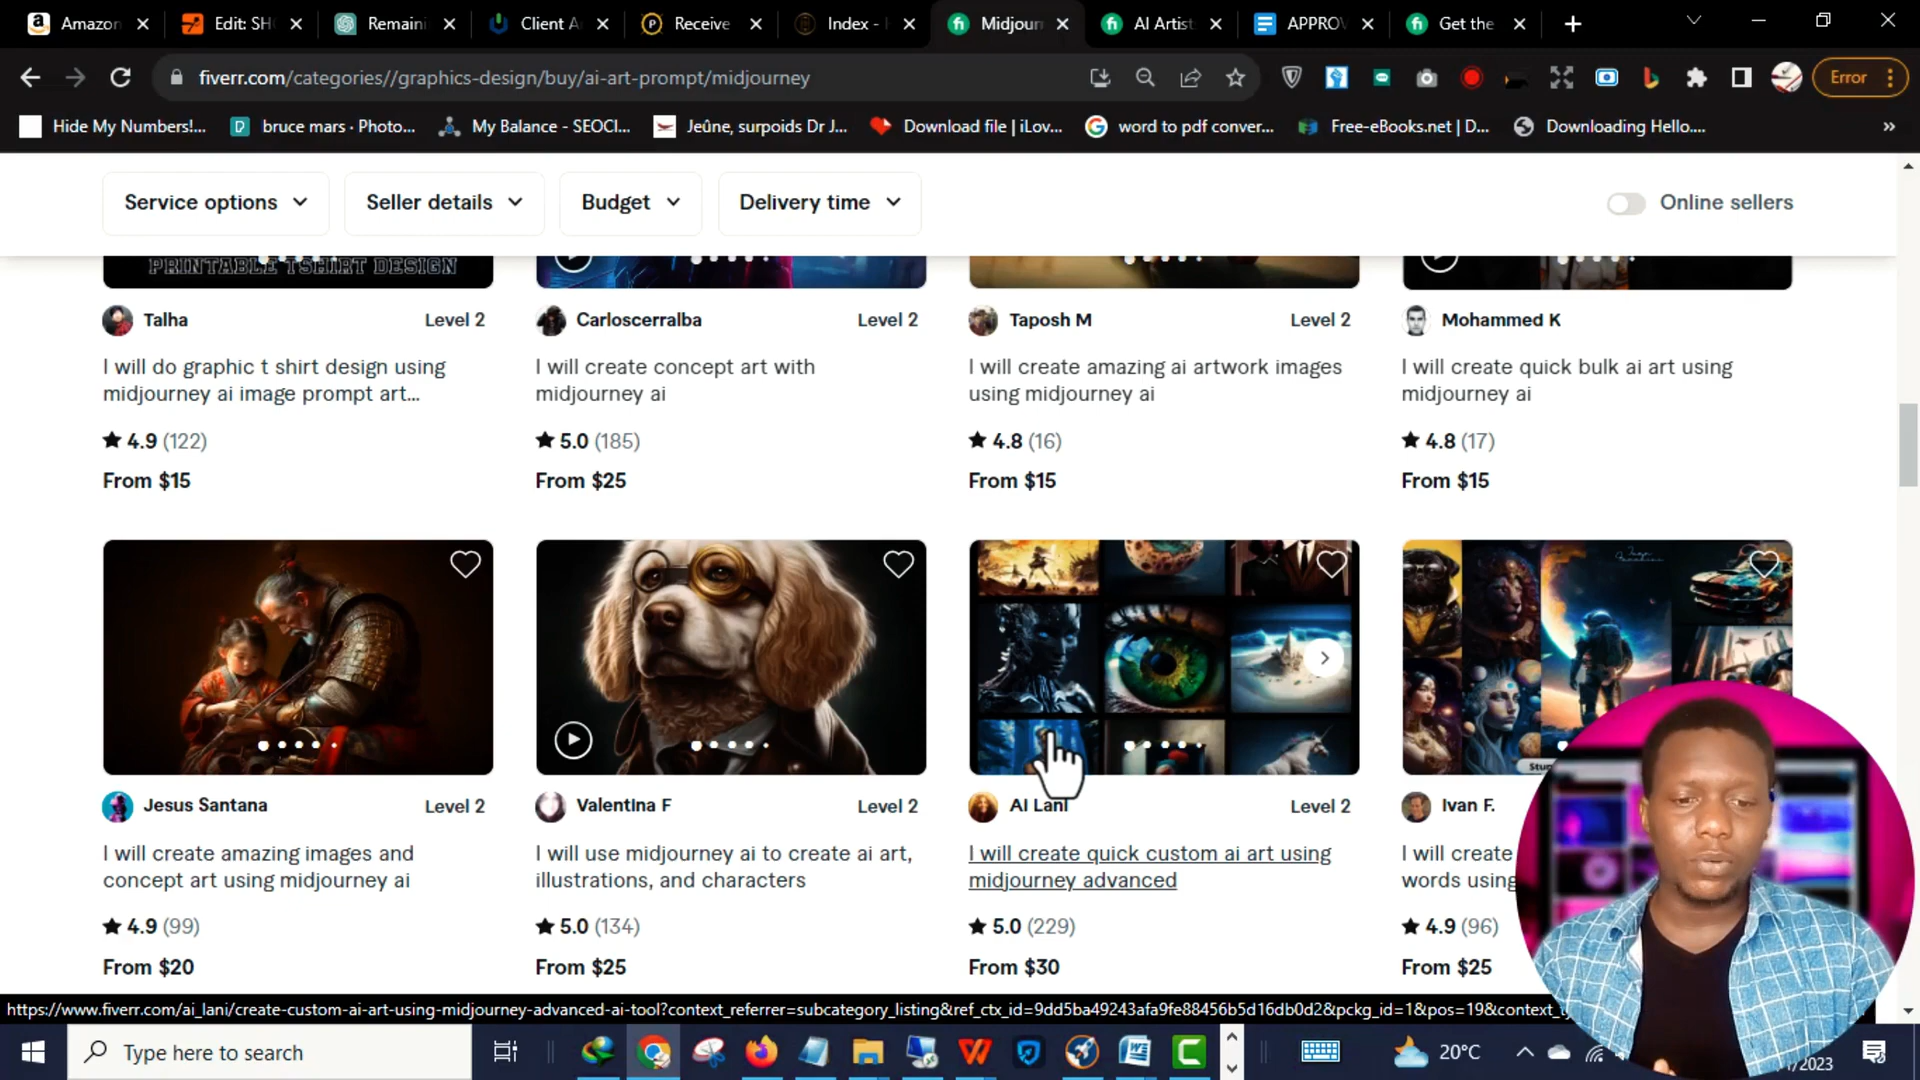 Amazon
Edit: SH
Remaini
Client A
Receive
Index -
Midjour
AI Artist
APPROV
Get the
fiverr.com/categories//graphics-design/buy/ai-art-prompt/midjourney
Error
Hide My Numbers!...
bruce mars · Photo...
My Balance - SEOCl...
Jeûne, surpoids Dr J...
Download file | iLov...
word to pdf conver...
Free-eBooks.net | D...
Downloading Hello....
Service options
Seller details
Budget
Delivery time
Online sellers
PRINTABLE TSHIRT DESIGN
Talha
Level 2
Carloscerralba
Level 2
Taposh M
Level 2
Mohammed K
I will do graphic t shirt design using
midjourney ai image prompt art...
I will create concept art with
midjourney ai
I will create amazing ai artwork images
using midjourney ai
I will create quick bulk ai art using
midjourney ai
4.9 (122)
5.0 (185)
4.8 (16)
4.8 (17)
From $15
From $25
From $15
From $15
Jesus Santana
Level 2
Valentina F
Level 2
Ai Lani
Level 2
Ivan F.
I will create amazing images and
concept art using midjourney ai
I will use midjourney ai to create ai art,
illustrations, and characters
I will create quick custom ai art using
midjourney advanced
I will create
words using
4.9 (99)
5.0 (134)
5.0 (229)
4.9 (96)
From $20
From $25
From $30
From $25
https://www.fiverr.com/ai_lani/create-custom-ai-art-using-midjourney-advanced-ai-tool?context_referrer=subcategory_listing&ref_ctx_id=9dd5ba49243afa9fe88456b5d16db0d2&pckg_id=1&pos=19&context_t
Type here to search
20°C
/2023